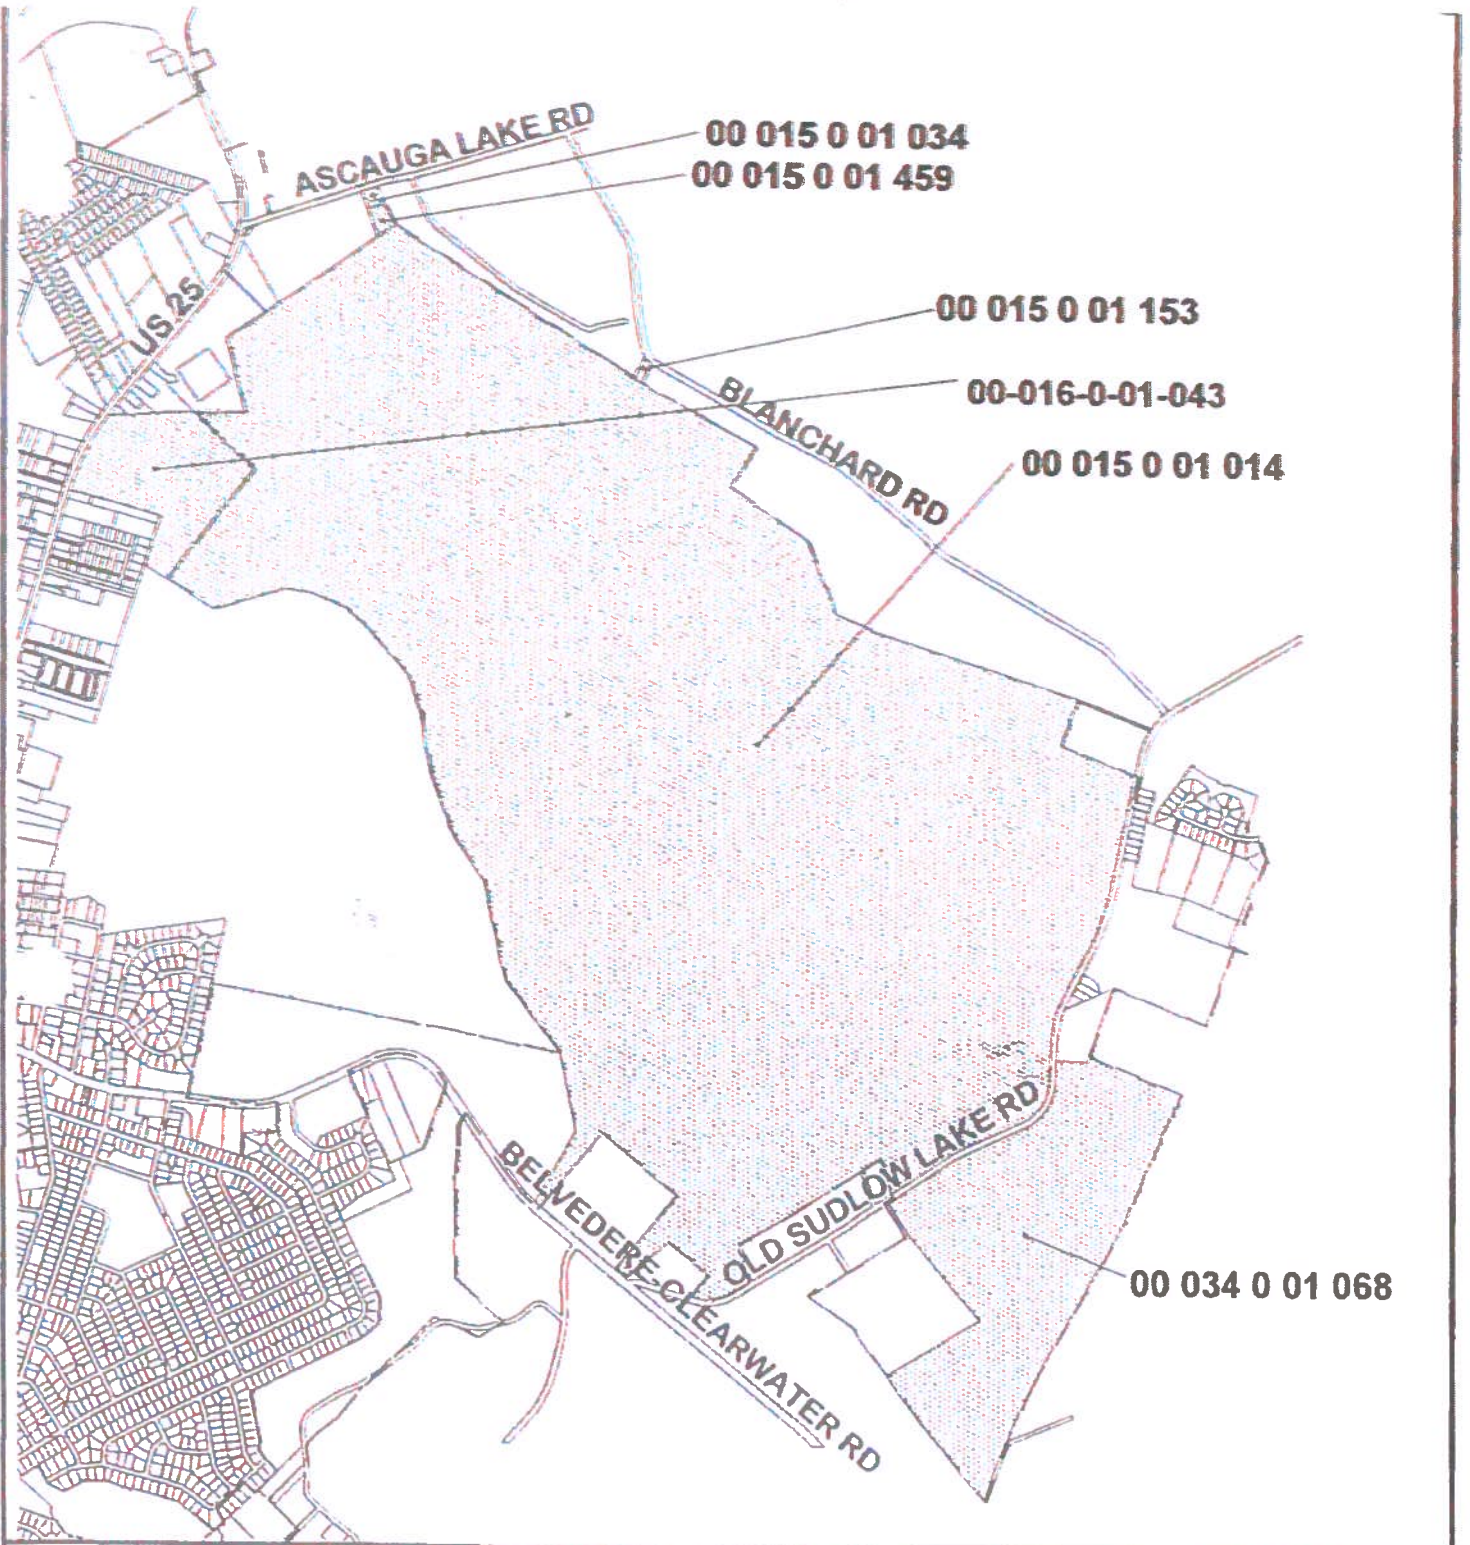 ASCAUGA LAKE RD
00 015 0 01 034
00 015 0 01 459
US 25
00 015 0 01 153
00-016-0-01-043
BLANCHARD RD
00 015 0 01 014
OLD SUDLOW LAKE RD
BELVEDERE-CLEARWATER RD
00 034 0 01 068